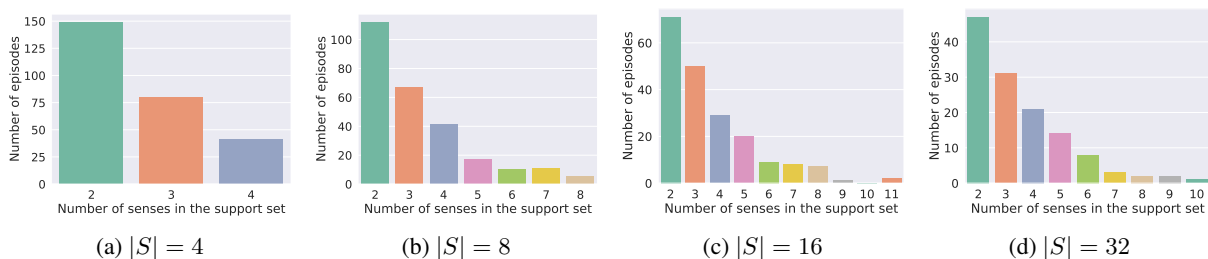 Number of episodes
150
125
100
75
50
25
0
2 3 4
Number of senses in the support set
(a) |S| = 4
Number of episodes
100
80
60
40
20
0
2 3 4 5 6 7 8
Number of senses in the support set
(b) |S| = 8
Number of episodes
60
40
20
0
2 3 4 5 6 7 8 9 10 11
Number of senses in the support set
(c) |S| = 16
Number of episodes
40
30
20
10
0
2 3 4 5 6 7 8 9 10
Number of senses in the support set
(d) |S| = 32